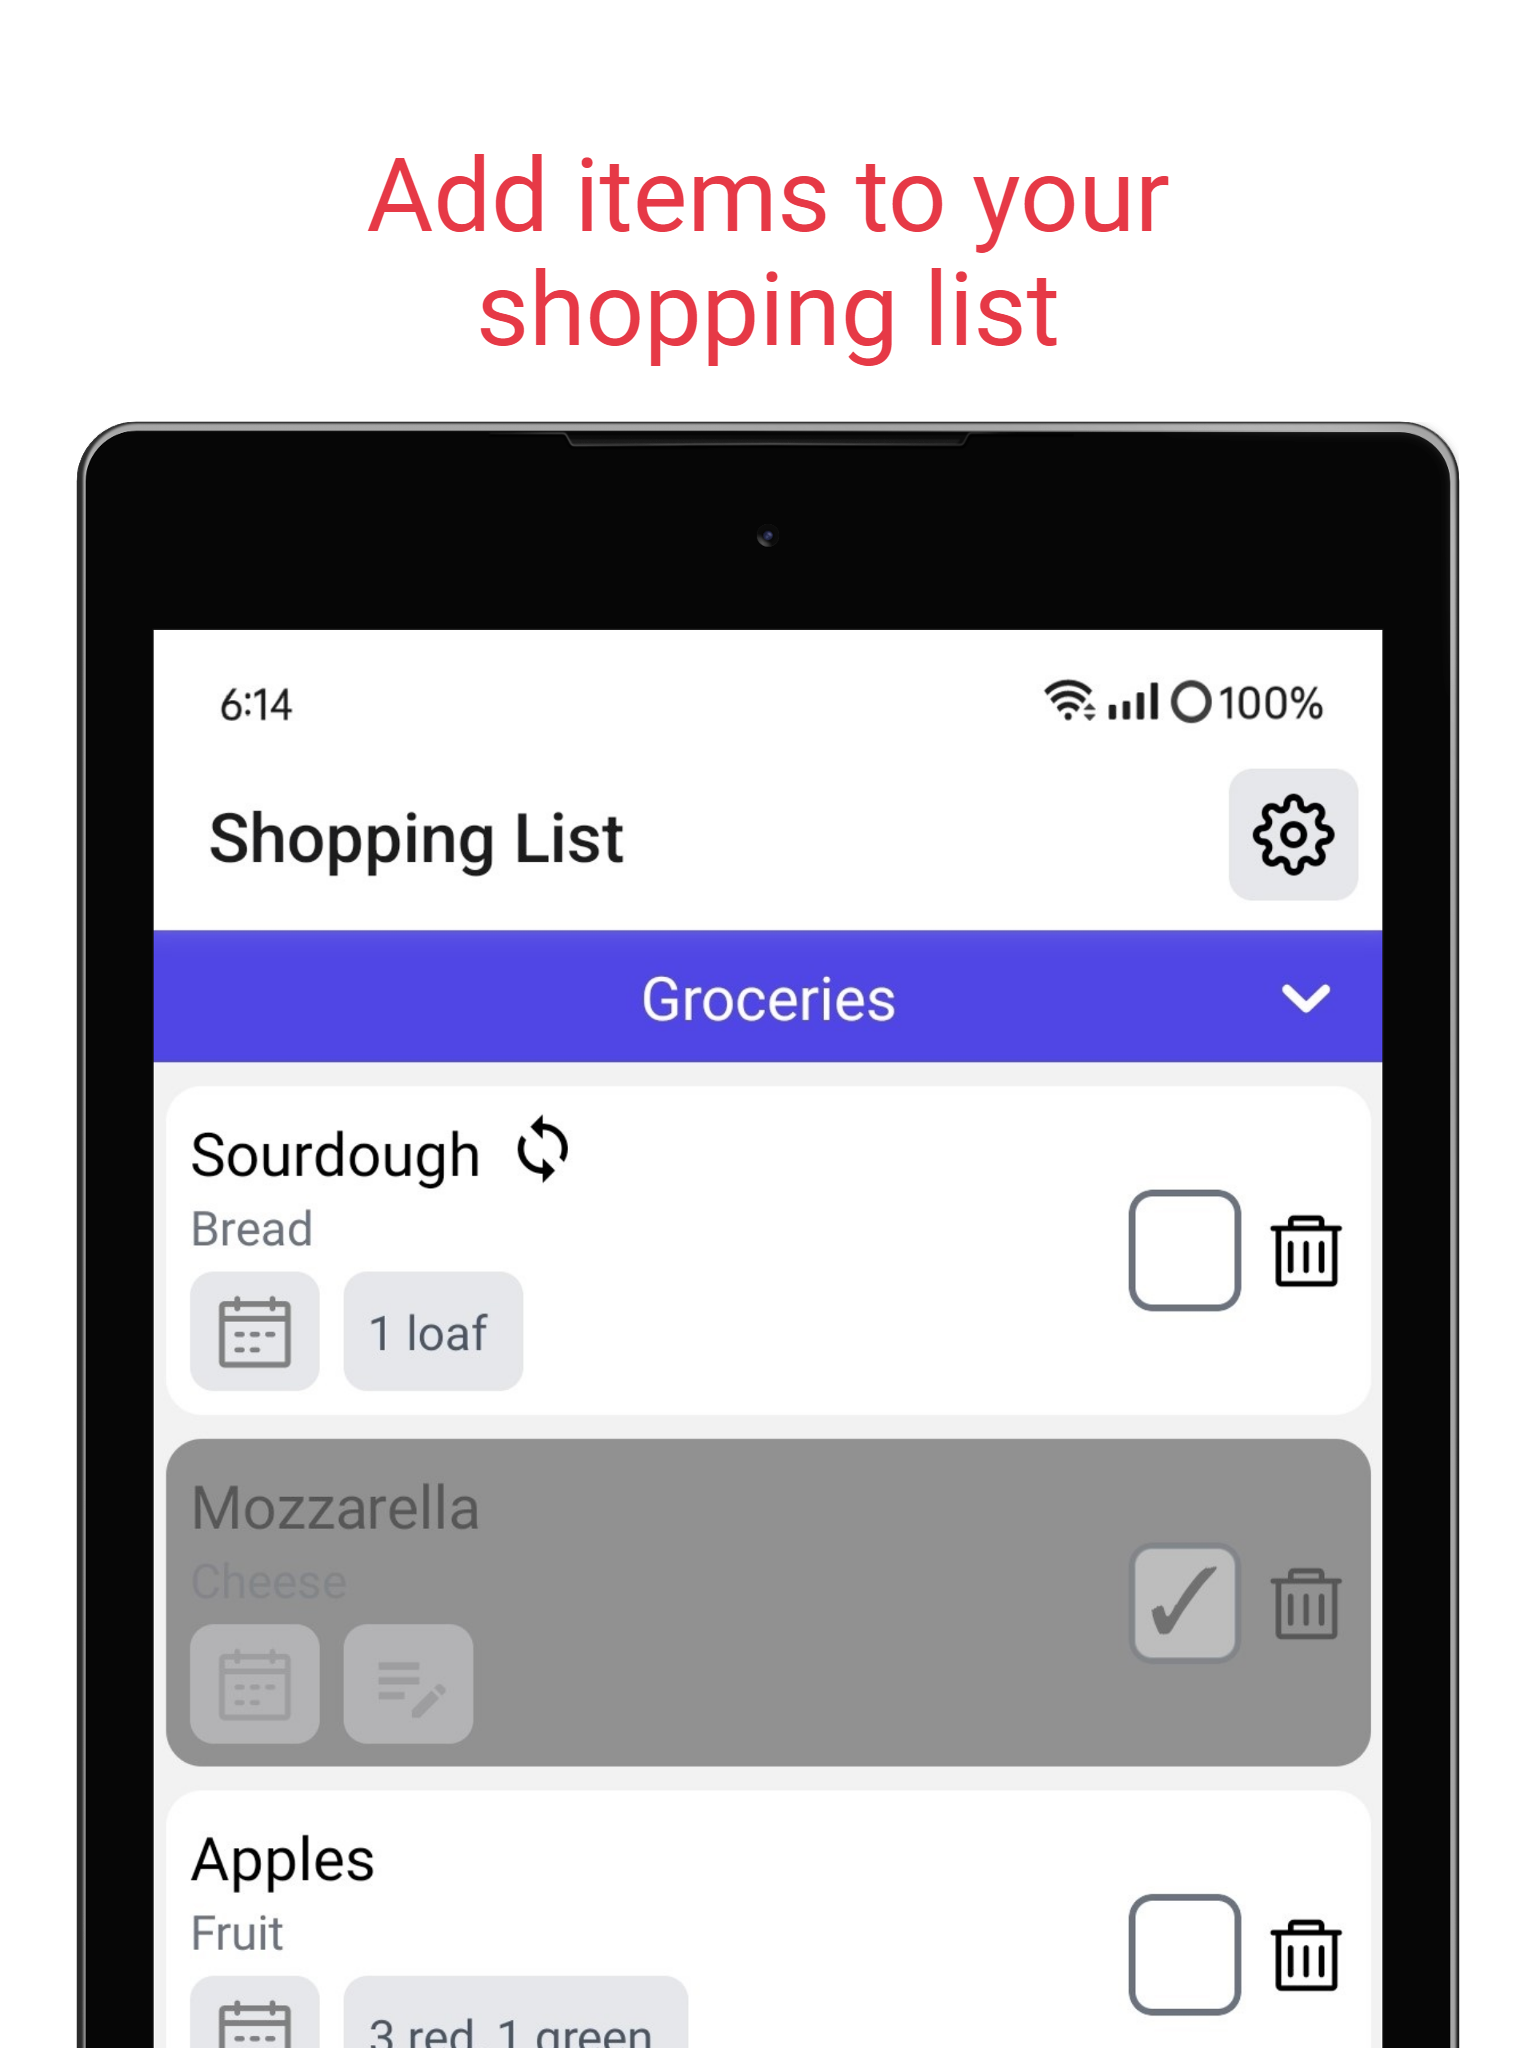 Add items to your
shopping list
6:14
100%
Shopping List
Groceries
Sourdough
Bread
1 loaf
Mozzarella
Cheese
Apples
Fruit
3 red, 1 green